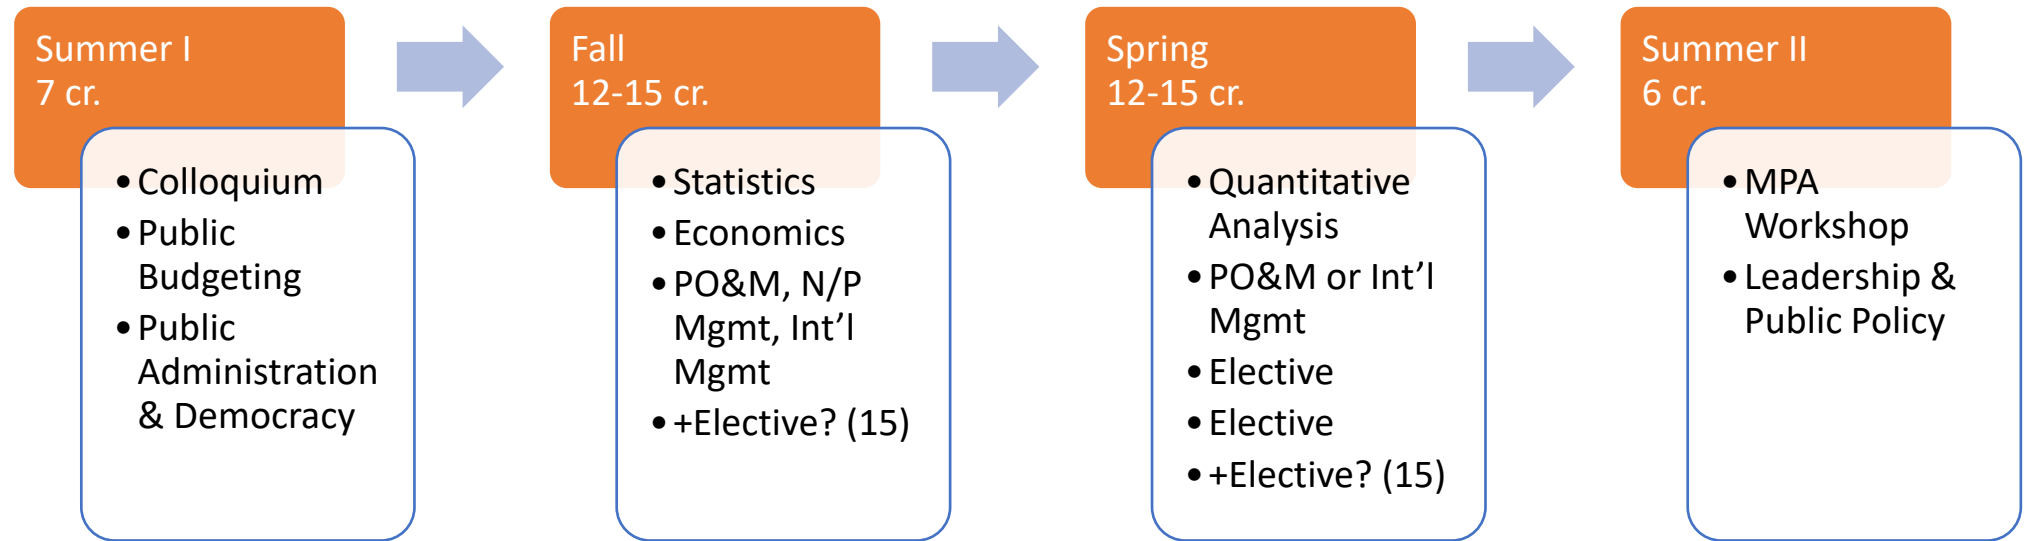 Summer I
7 cr.
•Colloquium
•Public
Budgeting
•Public
Administration
& Democracy
Fall
12-15 cr.
•Statistics
•Economics
•PO&M, N/P
Mgmt, Int’l
Mgmt
•+Elective? (15)
Spring
12-15 cr.
•Quantitative
Analysis
•PO&M or Int’l
Mgmt
•Elective
•Elective
•+Elective? (15)
Summer II
6 cr.
•MPA
Workshop
•Leadership &
Public Policy